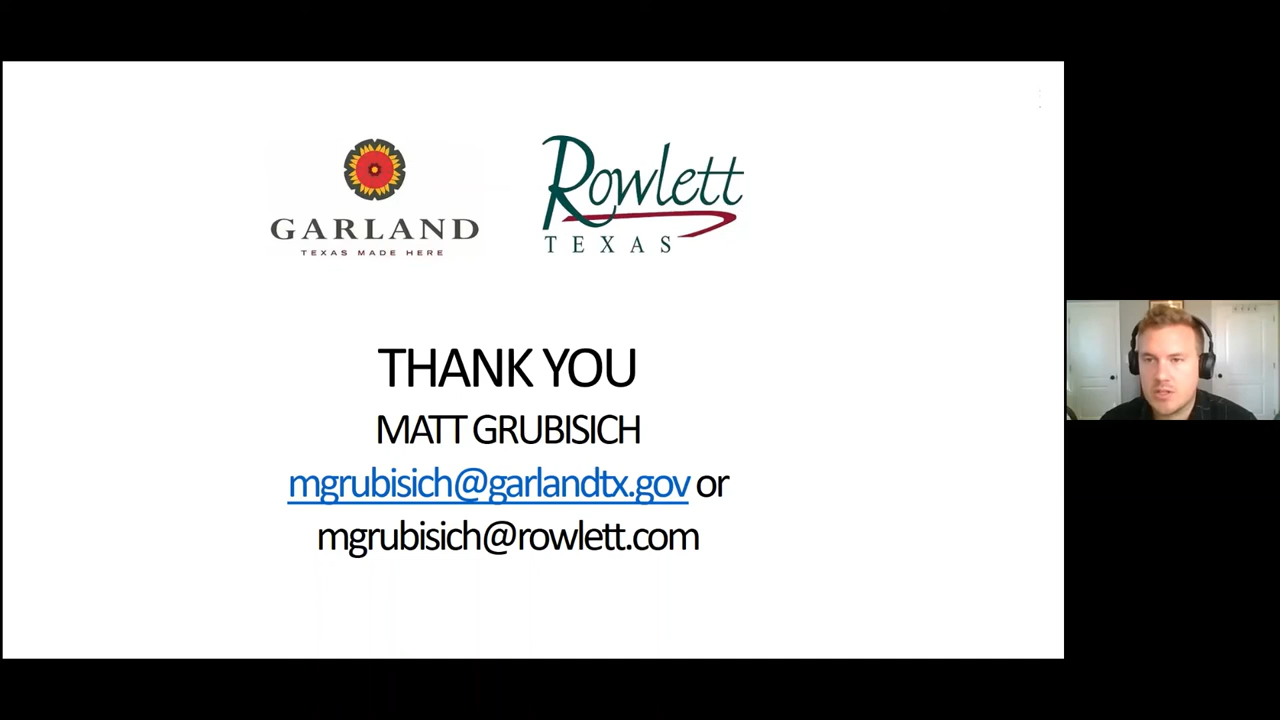 GARLAND
TEXAS MADE HERE
Rowlett
TEXAS
THANK YOU
MATT GRUBISICH
mgrubisich@garlandtx.gov or
mgrubisich@rowlett.com